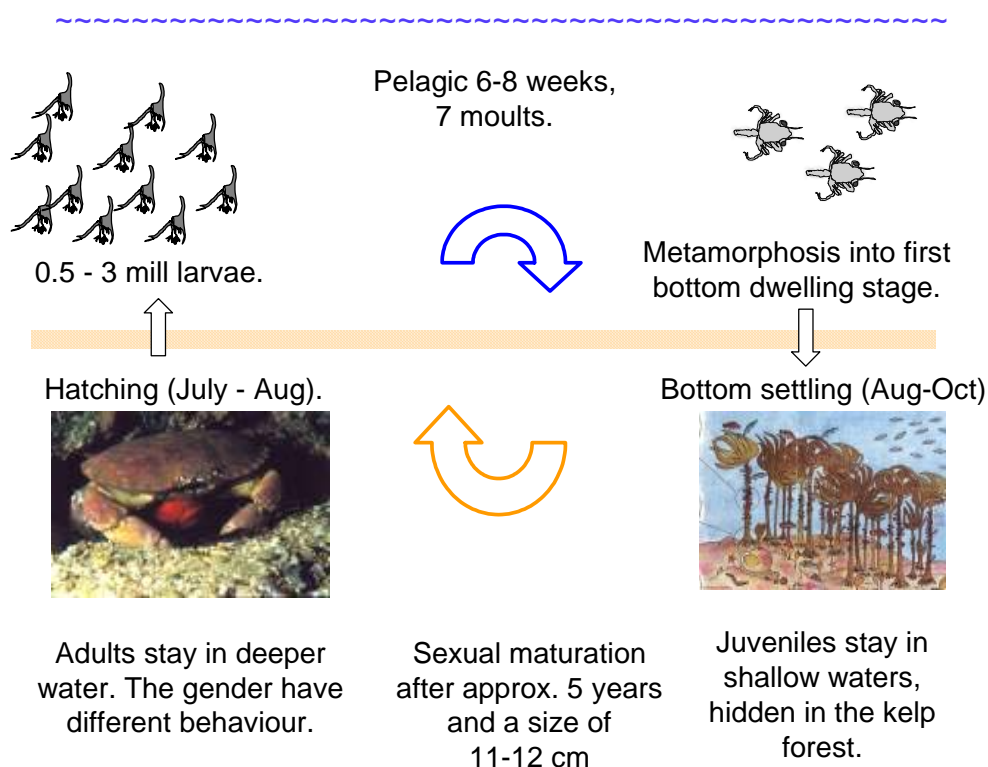 Pelagic 6-8 weeks,
7 moults.
0.5 - 3 mill larvae.
Metamorphosis into first
bottom dwelling stage.
Hatching (July - Aug).
Bottom settling (Aug-Oct)
Adults stay in deeper
water. The gender have
different behaviour.
Sexual maturation
after approx. 5 years
and a size of
11-12 cm
Juveniles stay in
shallow waters,
hidden in the kelp
forest.